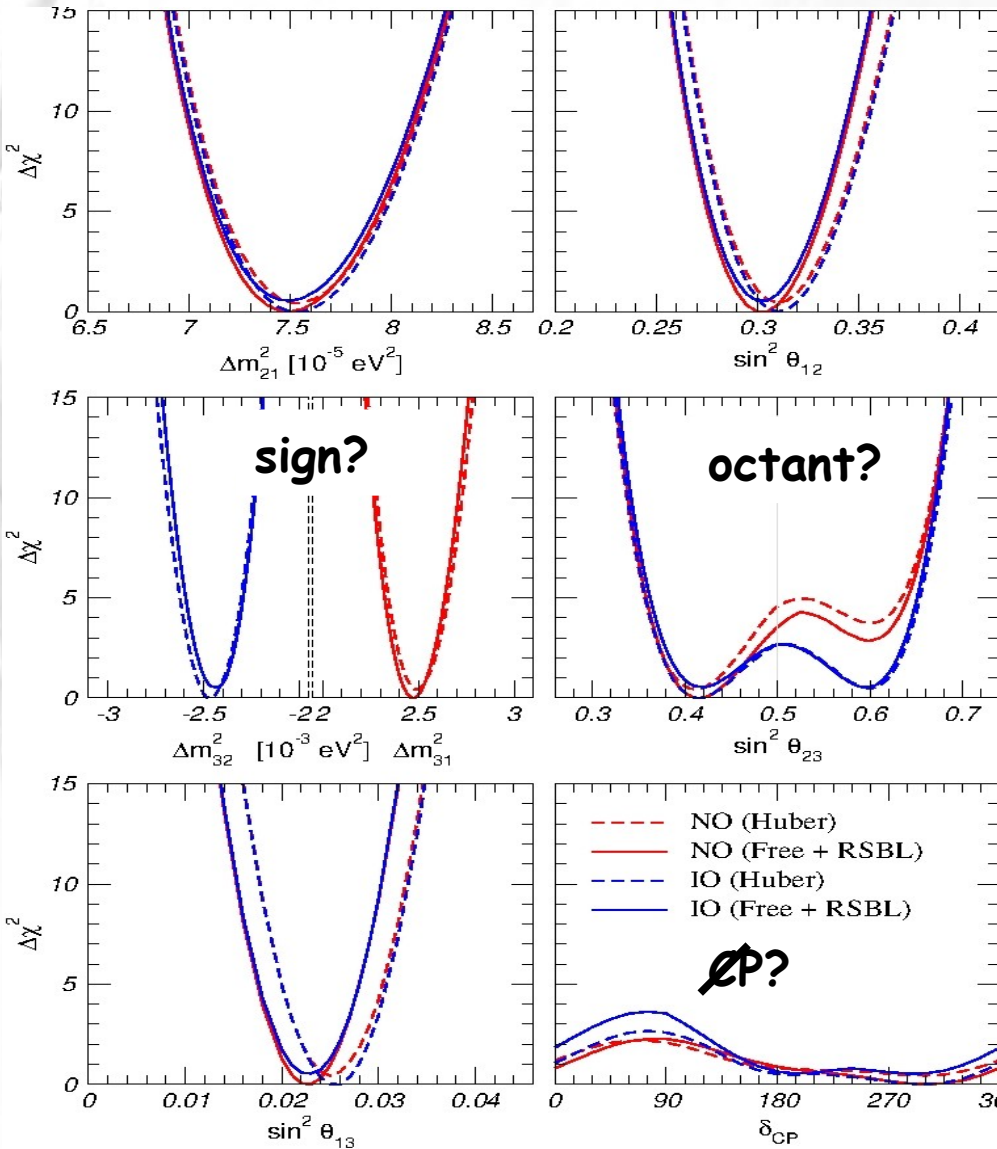 15
10
5
0
Δχ²
6.5 7 7.5 8 8.5
Δm²₂₁ [10⁻⁵ eV²]
0.2 0.25 0.3 0.35 0.4
sin² θ₁₂
15
10
5
0
Δχ²
sign?
-3 -2.5 -2 2 2.5 3
Δm²₃₂ [10⁻³ eV²] Δm²₃₁
octant?
0.3 0.4 0.5 0.6 0.7
sin² θ₂₃
15
10
5
0
Δχ²
0 0.01 0.02 0.03 0.04
sin² θ₁₃
NO (Huber)
NO (Free + RSBL)
IO (Huber)
IO (Free + RSBL)
CP?
0 90 180 270
δCP